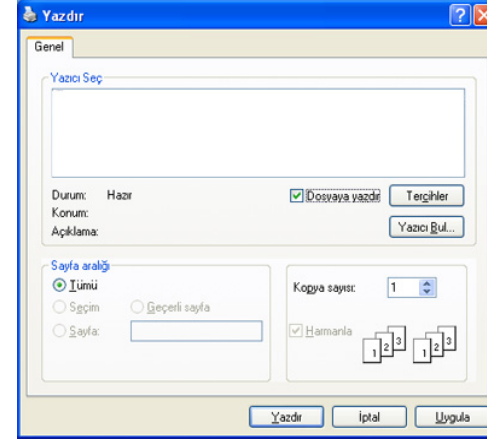 Yazdır
Genel
Yazıcı Seç
Durum: Hazır
Dosyaya yazdır
Tercihler
Konum:
Açıklama:
Yazıcı Bul...
Sayfa aralığı
Tümü
Seçim
Geçerli sayfa
Sayfa:
Kopya sayısı: 1
Harmanla
1 2 3 1 2 3
Yazdır İptal Uygula